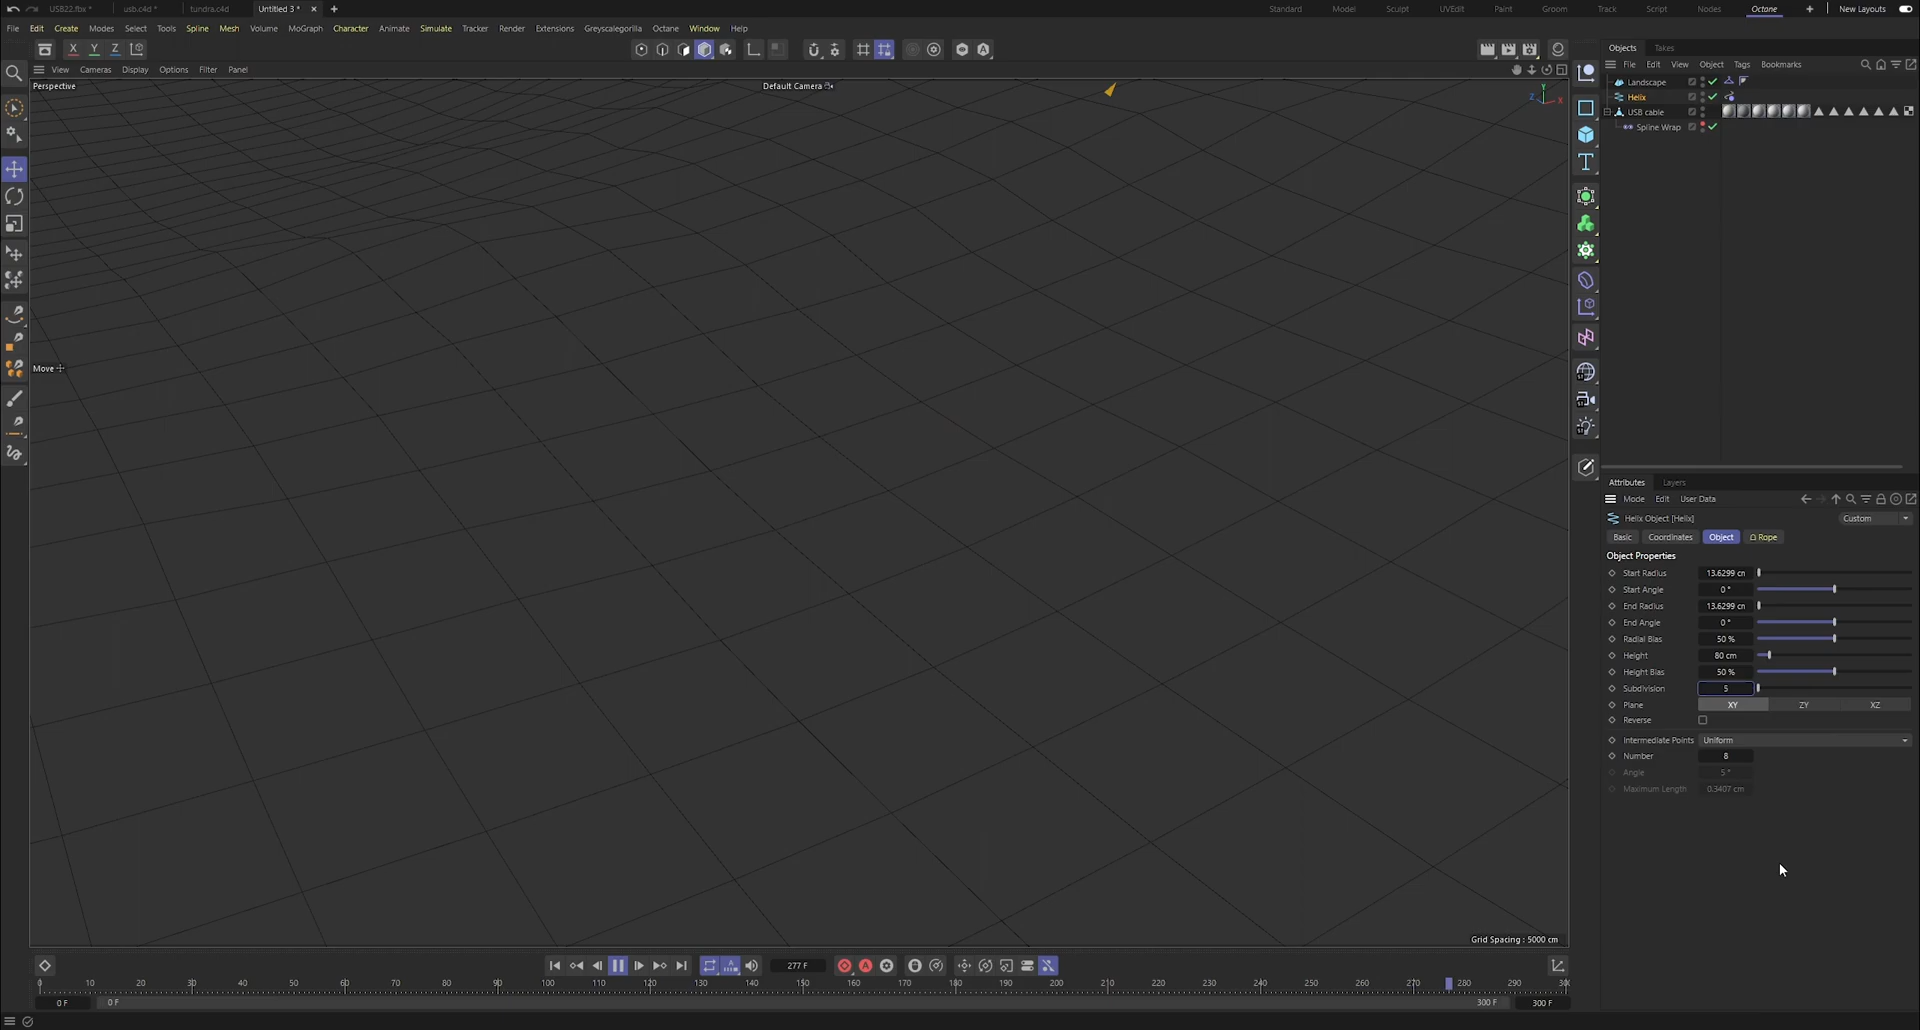 USB22.fbx *
usb.c4d *
tundra.c4d
Untitled 3 *
Standard
Model
Sculpt
UVEdit
Paint
Groom
Track
Script
Nodes
Octane
New Layouts
File
Edit
Create
Modes
Select
Tools
Spline
Mesh
Volume
MoGraph
Character
Animate
Simulate
Tracker
Render
Extensions
Greyscalegorilla
Octane
Window
Help
X
Y
Z
Objects
Takes
View
Cameras
Display
Options
Filter
Panel
File
Edit
View
Object
Tags
Bookmarks
Perspective
Default Camera
Y
Z
X
Landscape
Helix
USB cable
Spline Wrap
Move
Attributes
Layers
Mode
Edit
User Data
Helix Object [Helix]
Custom
Basic
Coordinates
Object
Rope
Object Properties
Start Radius 13.6299 cn
Start Angle 0 °
End Radius 13.6299 cn
End Angle 0 °
Radial Bias 50 %
Height 80 cm
Height Bias 50 %
Subdivision 5
Plane XY ZY XZ
Reverse
Intermediate Points Uniform
Number 8
Angle 5 °
Maximum Length 0.3407 cm
Grid Spacing : 5000 cm
277 F
0 10 20 30 40 50 60 70 80 90 100 110 120 130 140 150 160 170 180 190 200 210 220 230 240 250 260 270 280 290 30
0 F
0 F
300 F
300 F